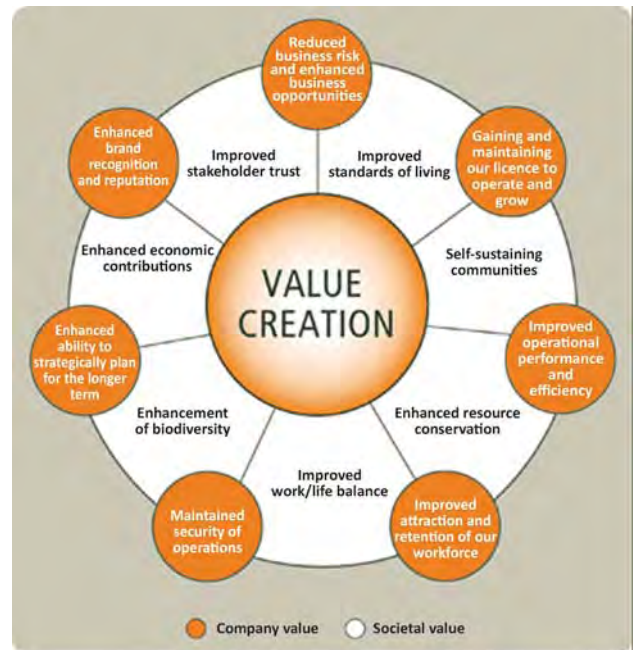 Reduced
business risk
and enhanced
business
opportunities
Enhanced
brand
recognition
and reputation
Improved
stakeholder trust
Improved
standards of living
Gaining and
maintaining
our licence to
operate and
grow
Enhanced economic
contributions
VALUE
CREATION
Self-sustaining
communities
Enhanced
ability to
strategically plan
for the longer
term
Improved
operational
performance
and
efficiency
Enhancement
of biodiversity
Enhanced resource
conservation
Improved
work/life balance
Maintained
security of
operations
Improved
attraction and
retention of our
workforce
Company value
Societal value